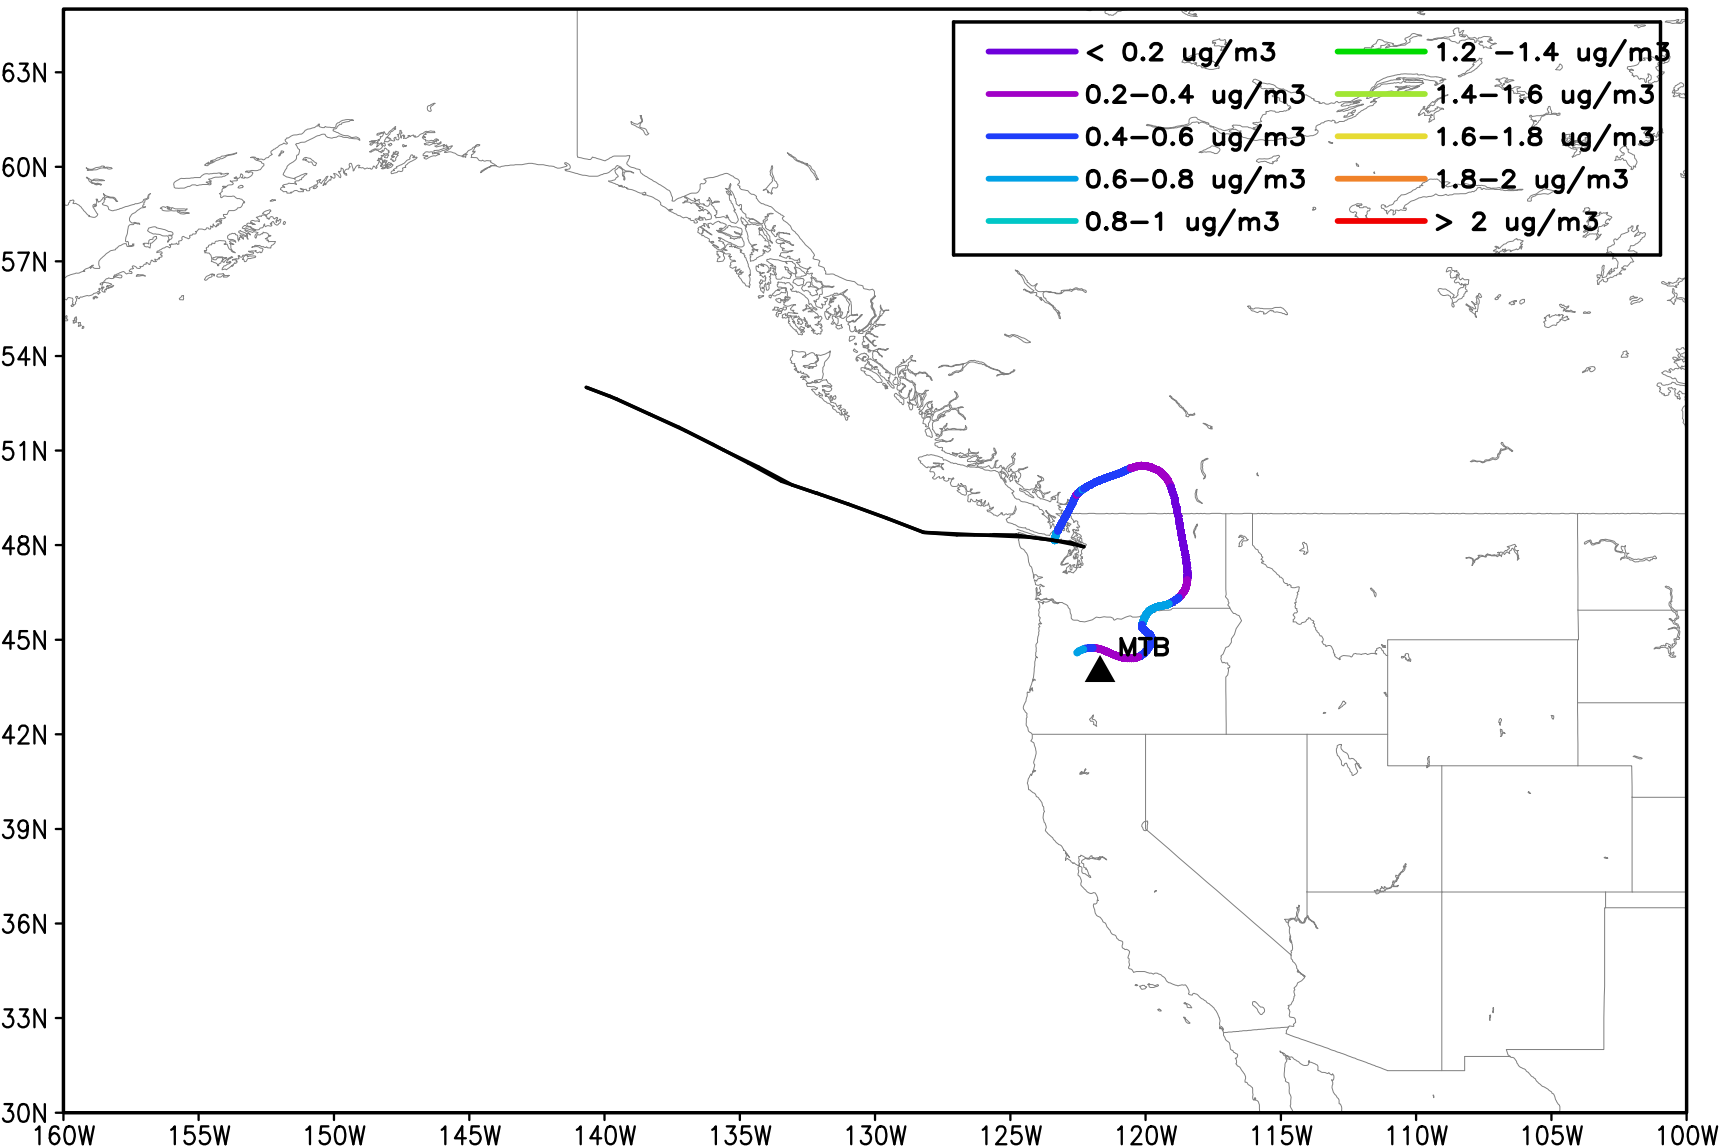 63N
60N
57N
54N
51N
48N
45N
42N
39N
36N
33N
30N
< 0.2 ug/m3
0.2-0.4 ug/m3
0.4-0.6 ug/m3
0.6-0.8 ug/m3
0.8-1 ug/m3
1.2 -1.4 ug/m3
1.4-1.6 ug/m3
1.6-1.8 ug/m3
1.8-2 ug/m3
> 2 ug/m3
MTB
160W 155W 150W 145W 140W 135W 130W 125W 120W 115W 110W 105W 100W